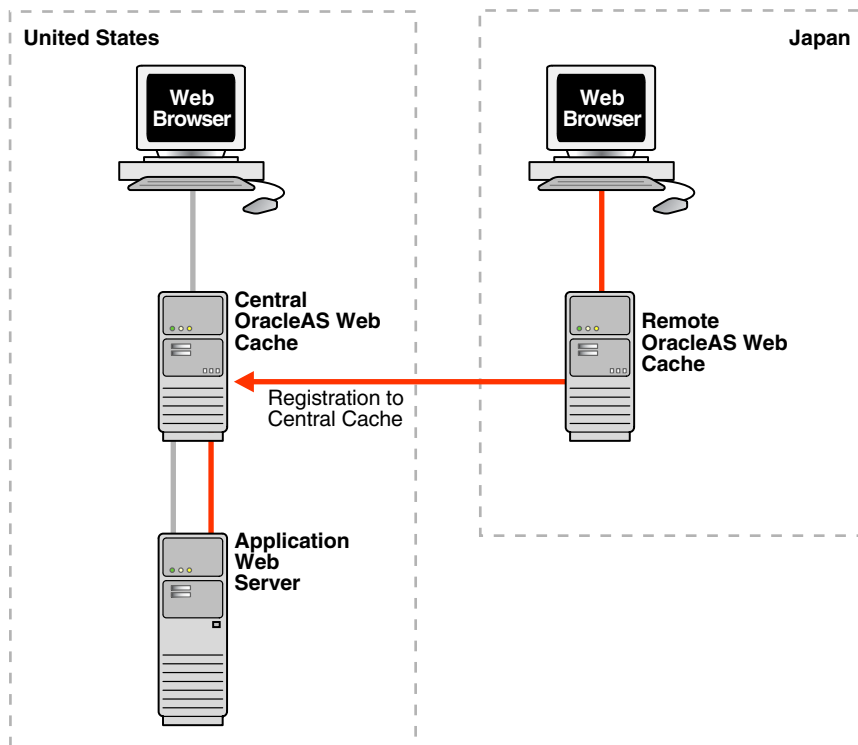 United States
Japan
Web
Browser
Web
Browser
Central
OracleAS Web
Cache
Remote
OracleAS Web
Cache
Registration to
Central Cache
Application
Web
Server